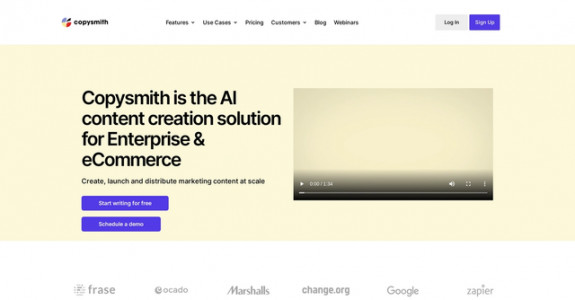 copysmith Features Use Cases Pricing Customers Blog Webinars Log In Sign Up
Copysmith is the AI
content creation solution
for Enterprise &
eCommerce
Create, launch and distribute marketing content at scale
Start writing for free
Schedule a demo
0:00 / 1:34
frase ocado Marshalls change.org Google zapier